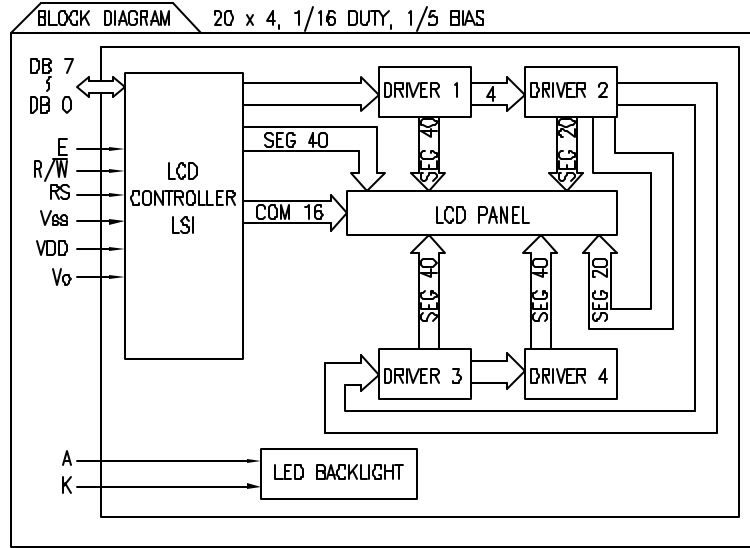 BLOCK DIAGRAM 20 x 4, 1/16 DUTY, 1/5 BIAS
DB 7
DB 0
E
R/W̅
RS
Vss
VDD
Vo
LCD
CONTROLLER
LSI
DRIVER 1
4
DRIVER 2
SEG 40
SEG 40
SEG 20
COM 16
LCD PANEL
SEG 40
SEG 40
SEG 20
DRIVER 3
DRIVER 4
A
K
LED BACKLIGHT